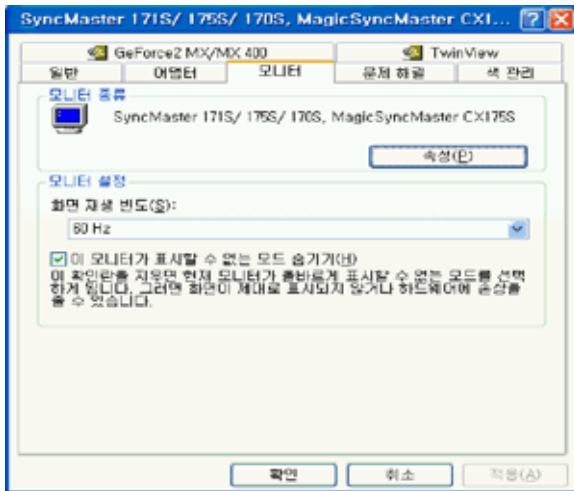 SyncMaster 171S/ 175S/ 170S, MagicSyncMaster CX1...
GeForce2 MX/MX 400 TwinView
일반 어댑터 모니터 문제 해결 색 관리
모니터 종류
SyncMaster 171S/ 175S/ 170S, MagicSyncMaster CX175S
속성(P)
모니터 설정
화면 재생 빈도(S):
60 Hz
이 모니터가 표시할 수 없는 모드 숨기기(H)
이 확인란을 지우면 현재 모니터가 올바르게 표시할 수 없는 모드를 선택
하게 됩니다. 그러면 화면이 제대로 표시되지 않거나 하드웨어에 손상을
줄 수 있습니다.
확인 취소 적용(A)